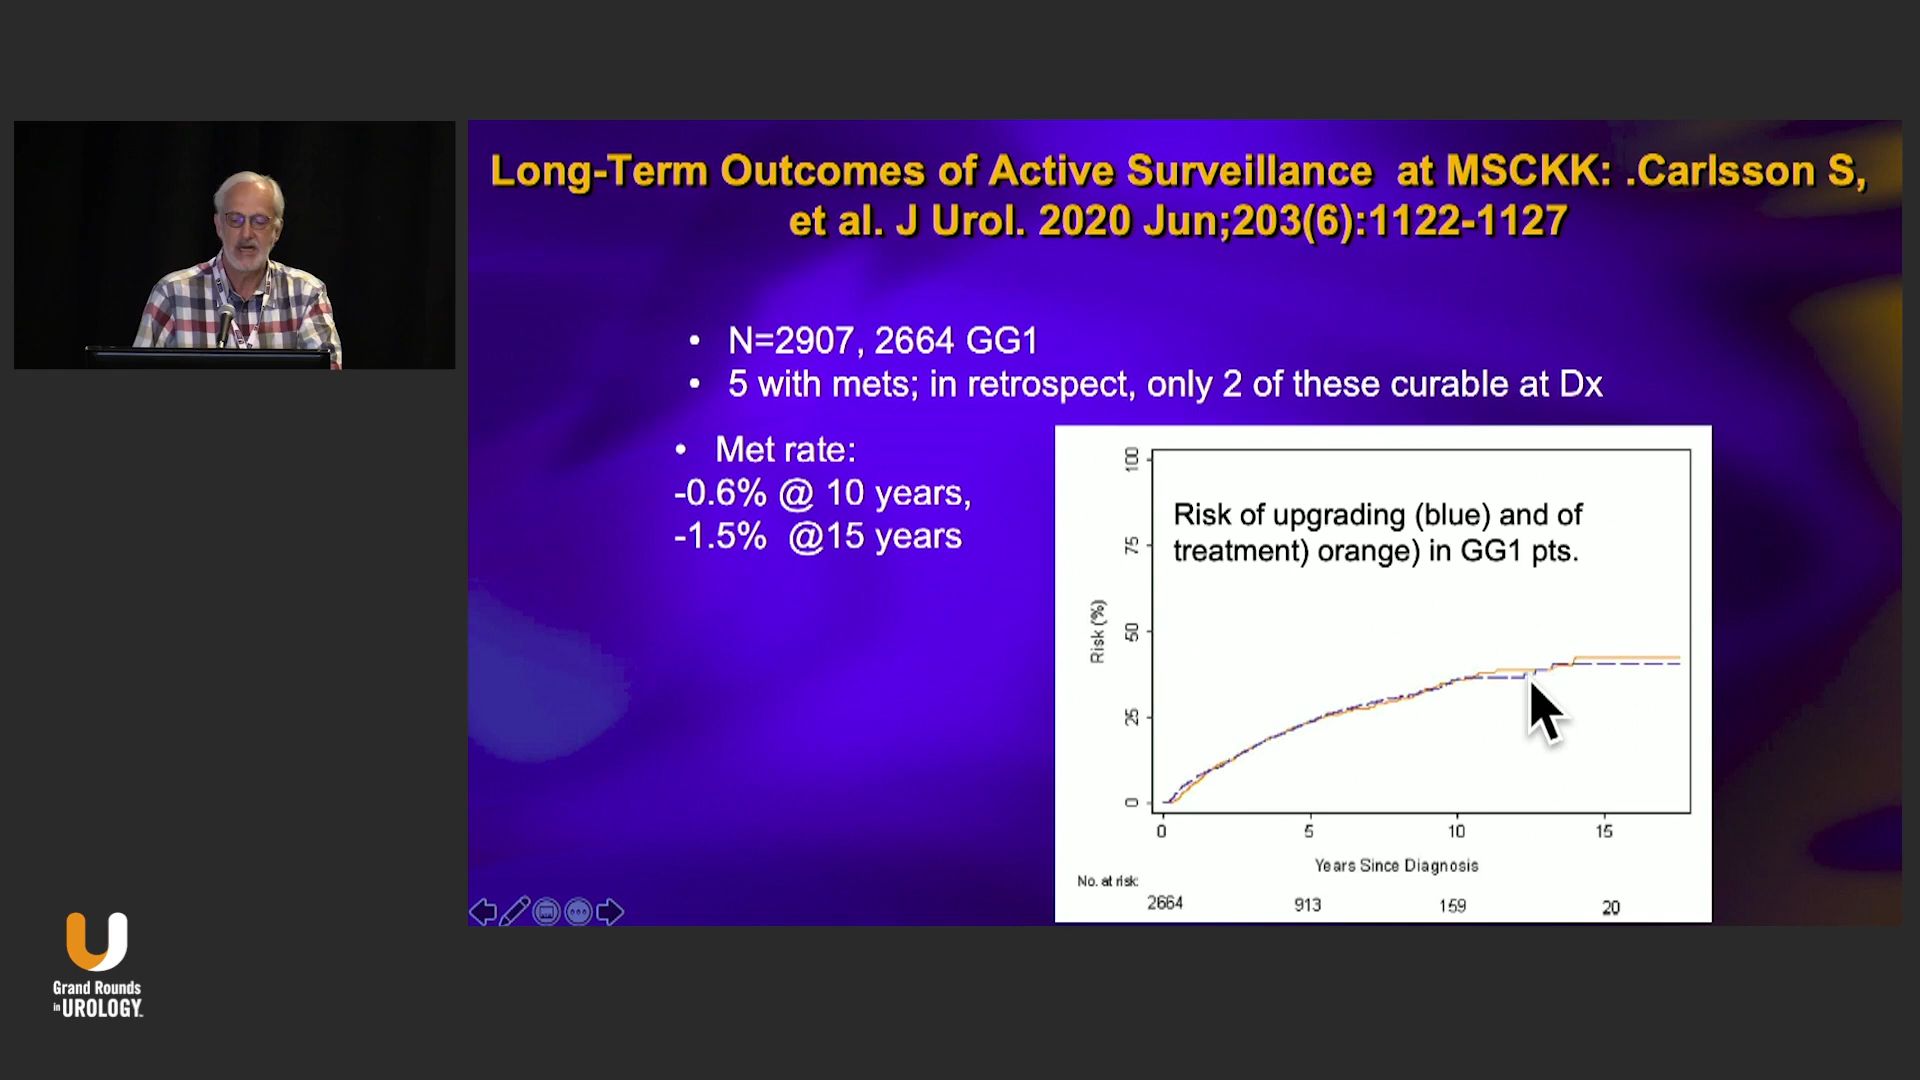 Long-Term Outcomes of Active Surveillance at MSCKK: .Carlsson S,
et al. J Urol. 2020 Jun;203(6):1122-1127
• N=2907, 2664 GG1
• 5 with mets; in retrospect, only 2 of these curable at Dx
• Met rate:
-0.6% @ 10 years,
-1.5% @15 years
Risk of upgrading (blue) and of
treatment) orange) in GG1 pts.
Risk (%)
100
75
50
25
0
0 5 10 15
Years Since Diagnosis
No. at risk:
2664 913 159 20
Grand Rounds
in UROLOGY™